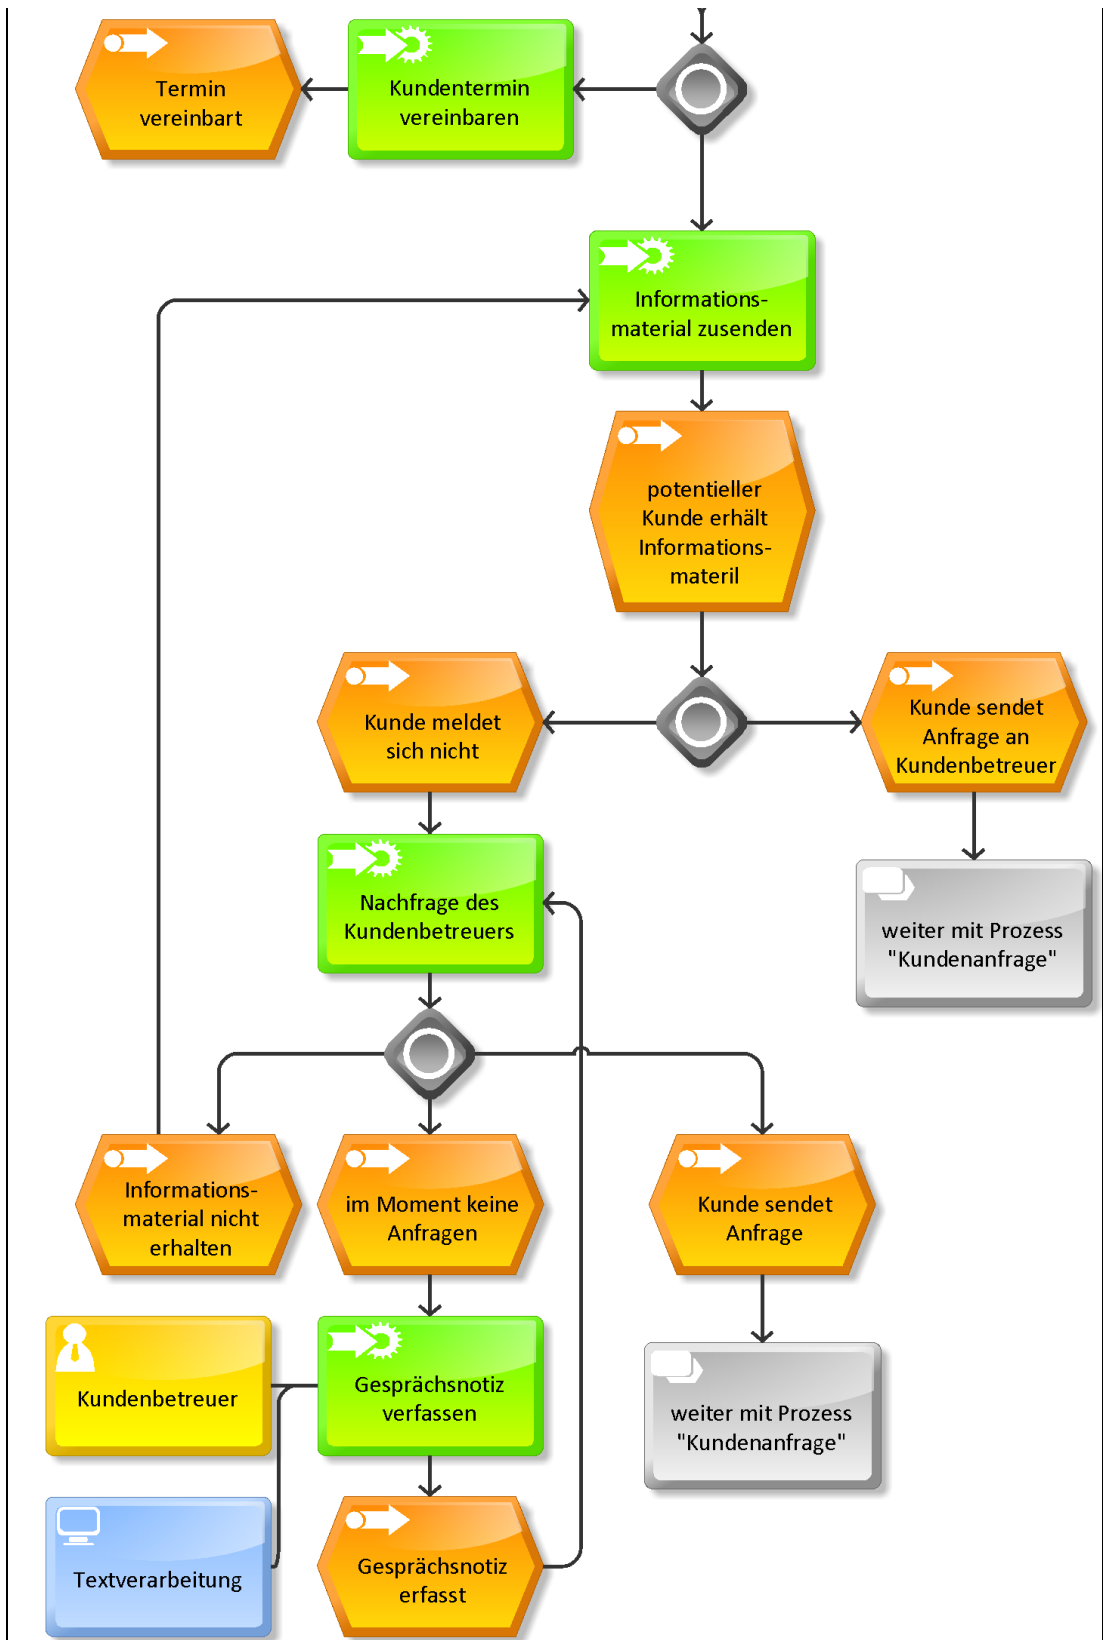 Termin
vereinbart
Kundentermin
vereinbaren
Informations-
material zusenden
potentieller
Kunde erhält
Informations-
materil
Kunde meldet
sich nicht
Kunde sendet
Anfrage an
Kundenbetreuer
Nachfrage des
Kundenbetreuers
weiter mit Prozess
"Kundenanfrage"
Informations-
material nicht
erhalten
im Moment keine
Anfragen
Kunde sendet
Anfrage
Kundenbetreuer
Gesprächsnotiz
verfassen
weiter mit Prozess
"Kundenanfrage"
Textverarbeitung
Gesprächsnotiz
erfasst